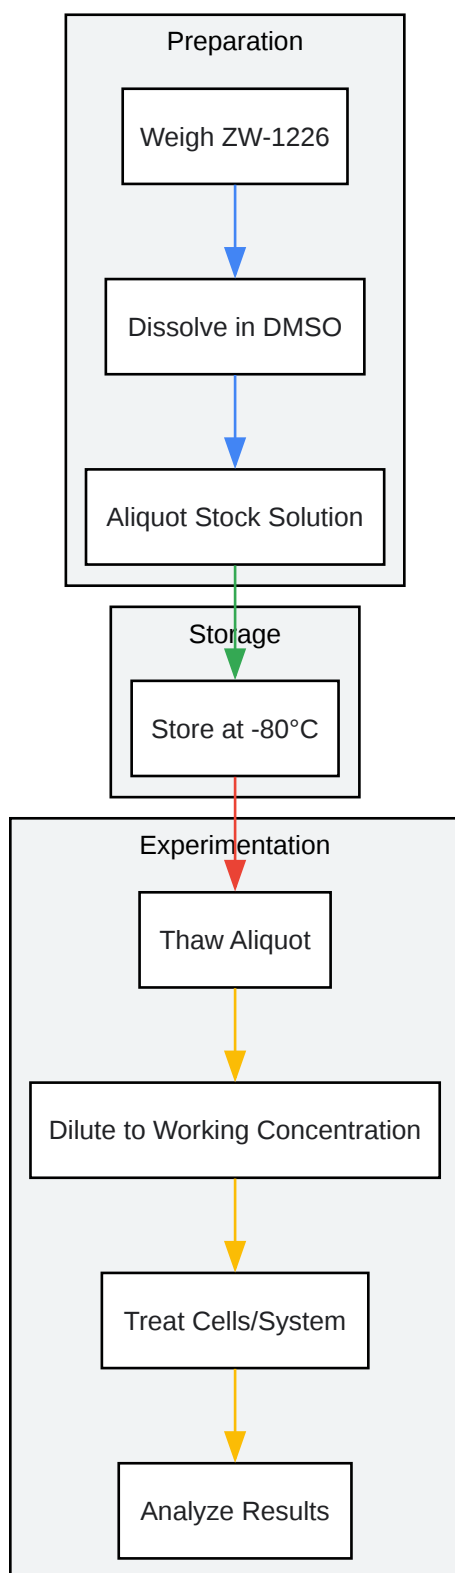 Preparation
Weigh ZW-1226
Dissolve in DMSO
Aliquot Stock Solution
Storage
Store at -80°C
Experimentation
Thaw Aliquot
Dilute to Working Concentration
Treat Cells/System
Analyze Results